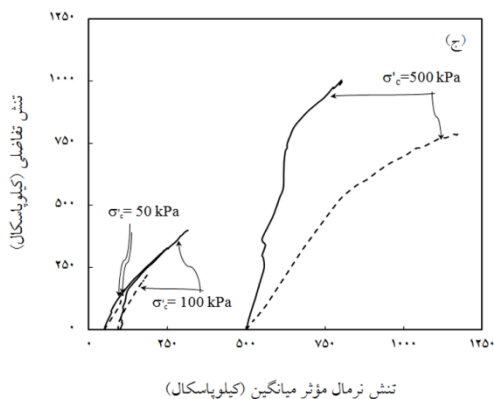 ۱۲۵۰
(ج)
σ'c=500 kPa
۱۰۰۰
تنش تفاضلی (کیلوپاسکال)
۷۵۰
۵۰۰
σ'c= 50 kPa
۲۵۰
σ'c= 100 kPa
۰
۰ ۲۵۰ ۵۰۰ ۷۵۰ ۱۰۰۰ ۱۲۵۰
تنش نرمال مؤثر میانگین (کیلوپاسکال)